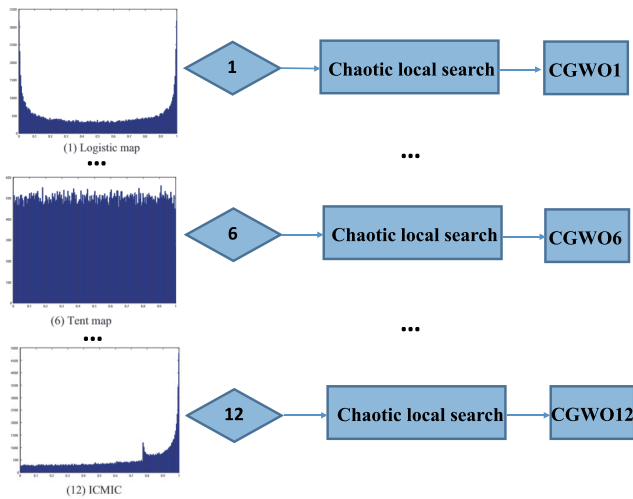 1
Chaotic local search
CGWO1
(1) Logistic map
...
...
6
Chaotic local search
CGWO6
(6) Tent map
...
...
12
Chaotic local search
CGWO12
(12) ICMIC